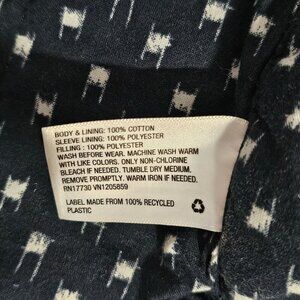 BODY & LINING: 100% COTTON
SLEEVE LINING: 100% POLYESTER
FILLING : 100% POLYESTER
WASH BEFORE WEAR. MACHINE WASH WARM
WITH LIKE COLORS. ONLY NON-CHLORINE
BLEACH IF NEEDED. TUMBLE DRY MEDIUM.
REMOVE PROMPTLY. WARM IRON IF NEEDED.
RN17730 VN1205859
LABEL MADE FROM 100% RECYCLED
PLASTIC